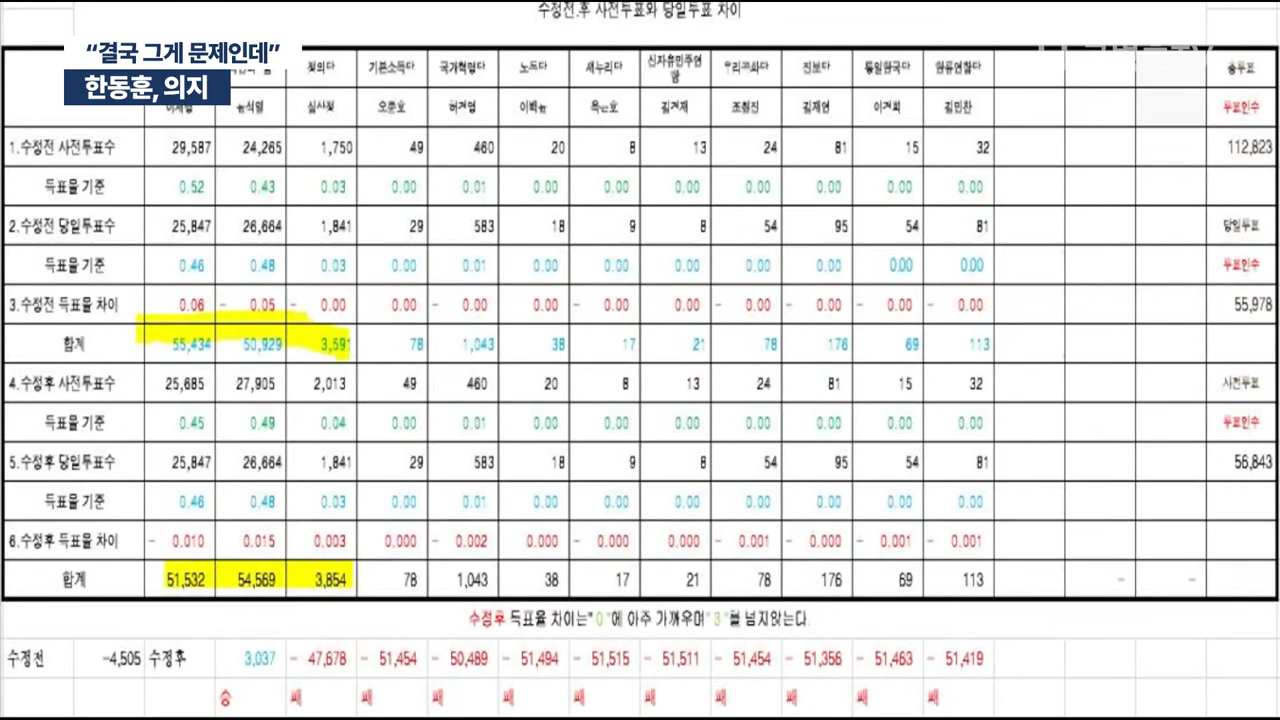 수정전.후 사전투표와 당일투표 차이
“결국 그게 문제인데”
한동훈, 의지
정의당 기본소득당 국가혁명당 노동당 새누리당 신자유민주연합 우리공화당 진보당 통일한국당 한류연합당 총투표
윤석열 심상정 오준호 허경영 이백윤 옥은호 김경재 조원진 김재연 이경희 김민찬 투표인수
1.수정전 사전투표수 29,587 24,265 1,750 49 460 20 8 13 24 81 15 32 112,823
득표율 기준 0.52 0.43 0.03 0.00 0.01 0.00 0.00 0.00 0.00 0.00 0.00 0.00
2.수정전 당일투표수 25,847 26,664 1,841 29 583 18 9 8 54 95 54 81 당일투표
득표율 기준 0.46 0.48 0.03 0.00 0.01 0.00 0.00 0.00 0.00 0.00 0.00 0.00 투표인수
3.수정전 득표율 차이 0.06 - 0.05 - 0.00 0.00 - 0.00 0.00 - 0.00 0.00 - 0.00 - 0.00 - 0.00 - 0.00 55,978
합계 55,434 50,929 3,591 78 1,043 38 17 21 78 176 69 113
4.수정후 사전투표수 25,685 27,905 2,013 49 460 20 8 13 24 81 15 32 사전투표
득표율 기준 0.45 0.49 0.04 0.00 0.01 0.00 0.00 0.00 0.00 0.00 0.00 0.00 투표인수
5.수정후 당일투표수 25,847 26,664 1,841 29 583 18 9 8 54 95 54 81 56,843
득표율 기준 0.46 0.48 0.03 0.00 0.01 0.00 0.00 0.00 0.00 0.00 0.00 0.00
6.수정후 득표율 차이 - 0.010 0.015 0.003 0.000 - 0.002 0.000 - 0.000 0.000 - 0.001 - 0.000 - 0.001 - 0.001
합계 51,532 54,569 3,854 78 1,043 38 17 21 78 176 69 113 - -
수정후 득표율 차이는"0"에 아주 가까우며"3"를 넘지않는다.
수정전 -4,505 수정후 3,037 - 47,678 - 51,454 - 50,489 - 51,494 - 51,515 - 51,511 - 51,454 - 51,356 - 51,463 - 51,419
승 패 패 패 패 패 패 패 패 패 패